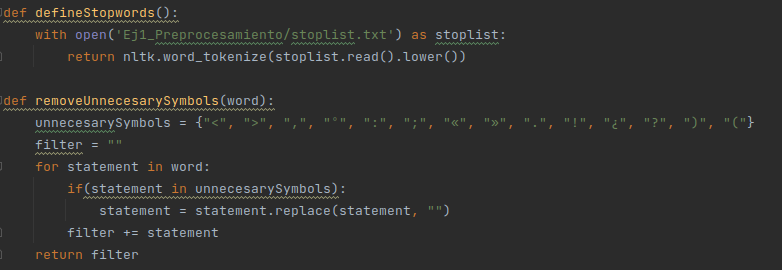 def defineStopwords():
    with open('Ej1_Preprocesamiento/stoplist.txt') as stoplist:
        return nltk.word_tokenize(stoplist.read().lower())
def removeUnnecesarySymbols(word):
    unnecesarySymbols = {"<", ">", ",", "°", ":", ";", "«", "»", ".", "!", "¿", "?", ")", "("}
    filter = ""
    for statement in word:
        if(statement in unnecesarySymbols):
            statement = statement.replace(statement, "")
        filter += statement
    return filter